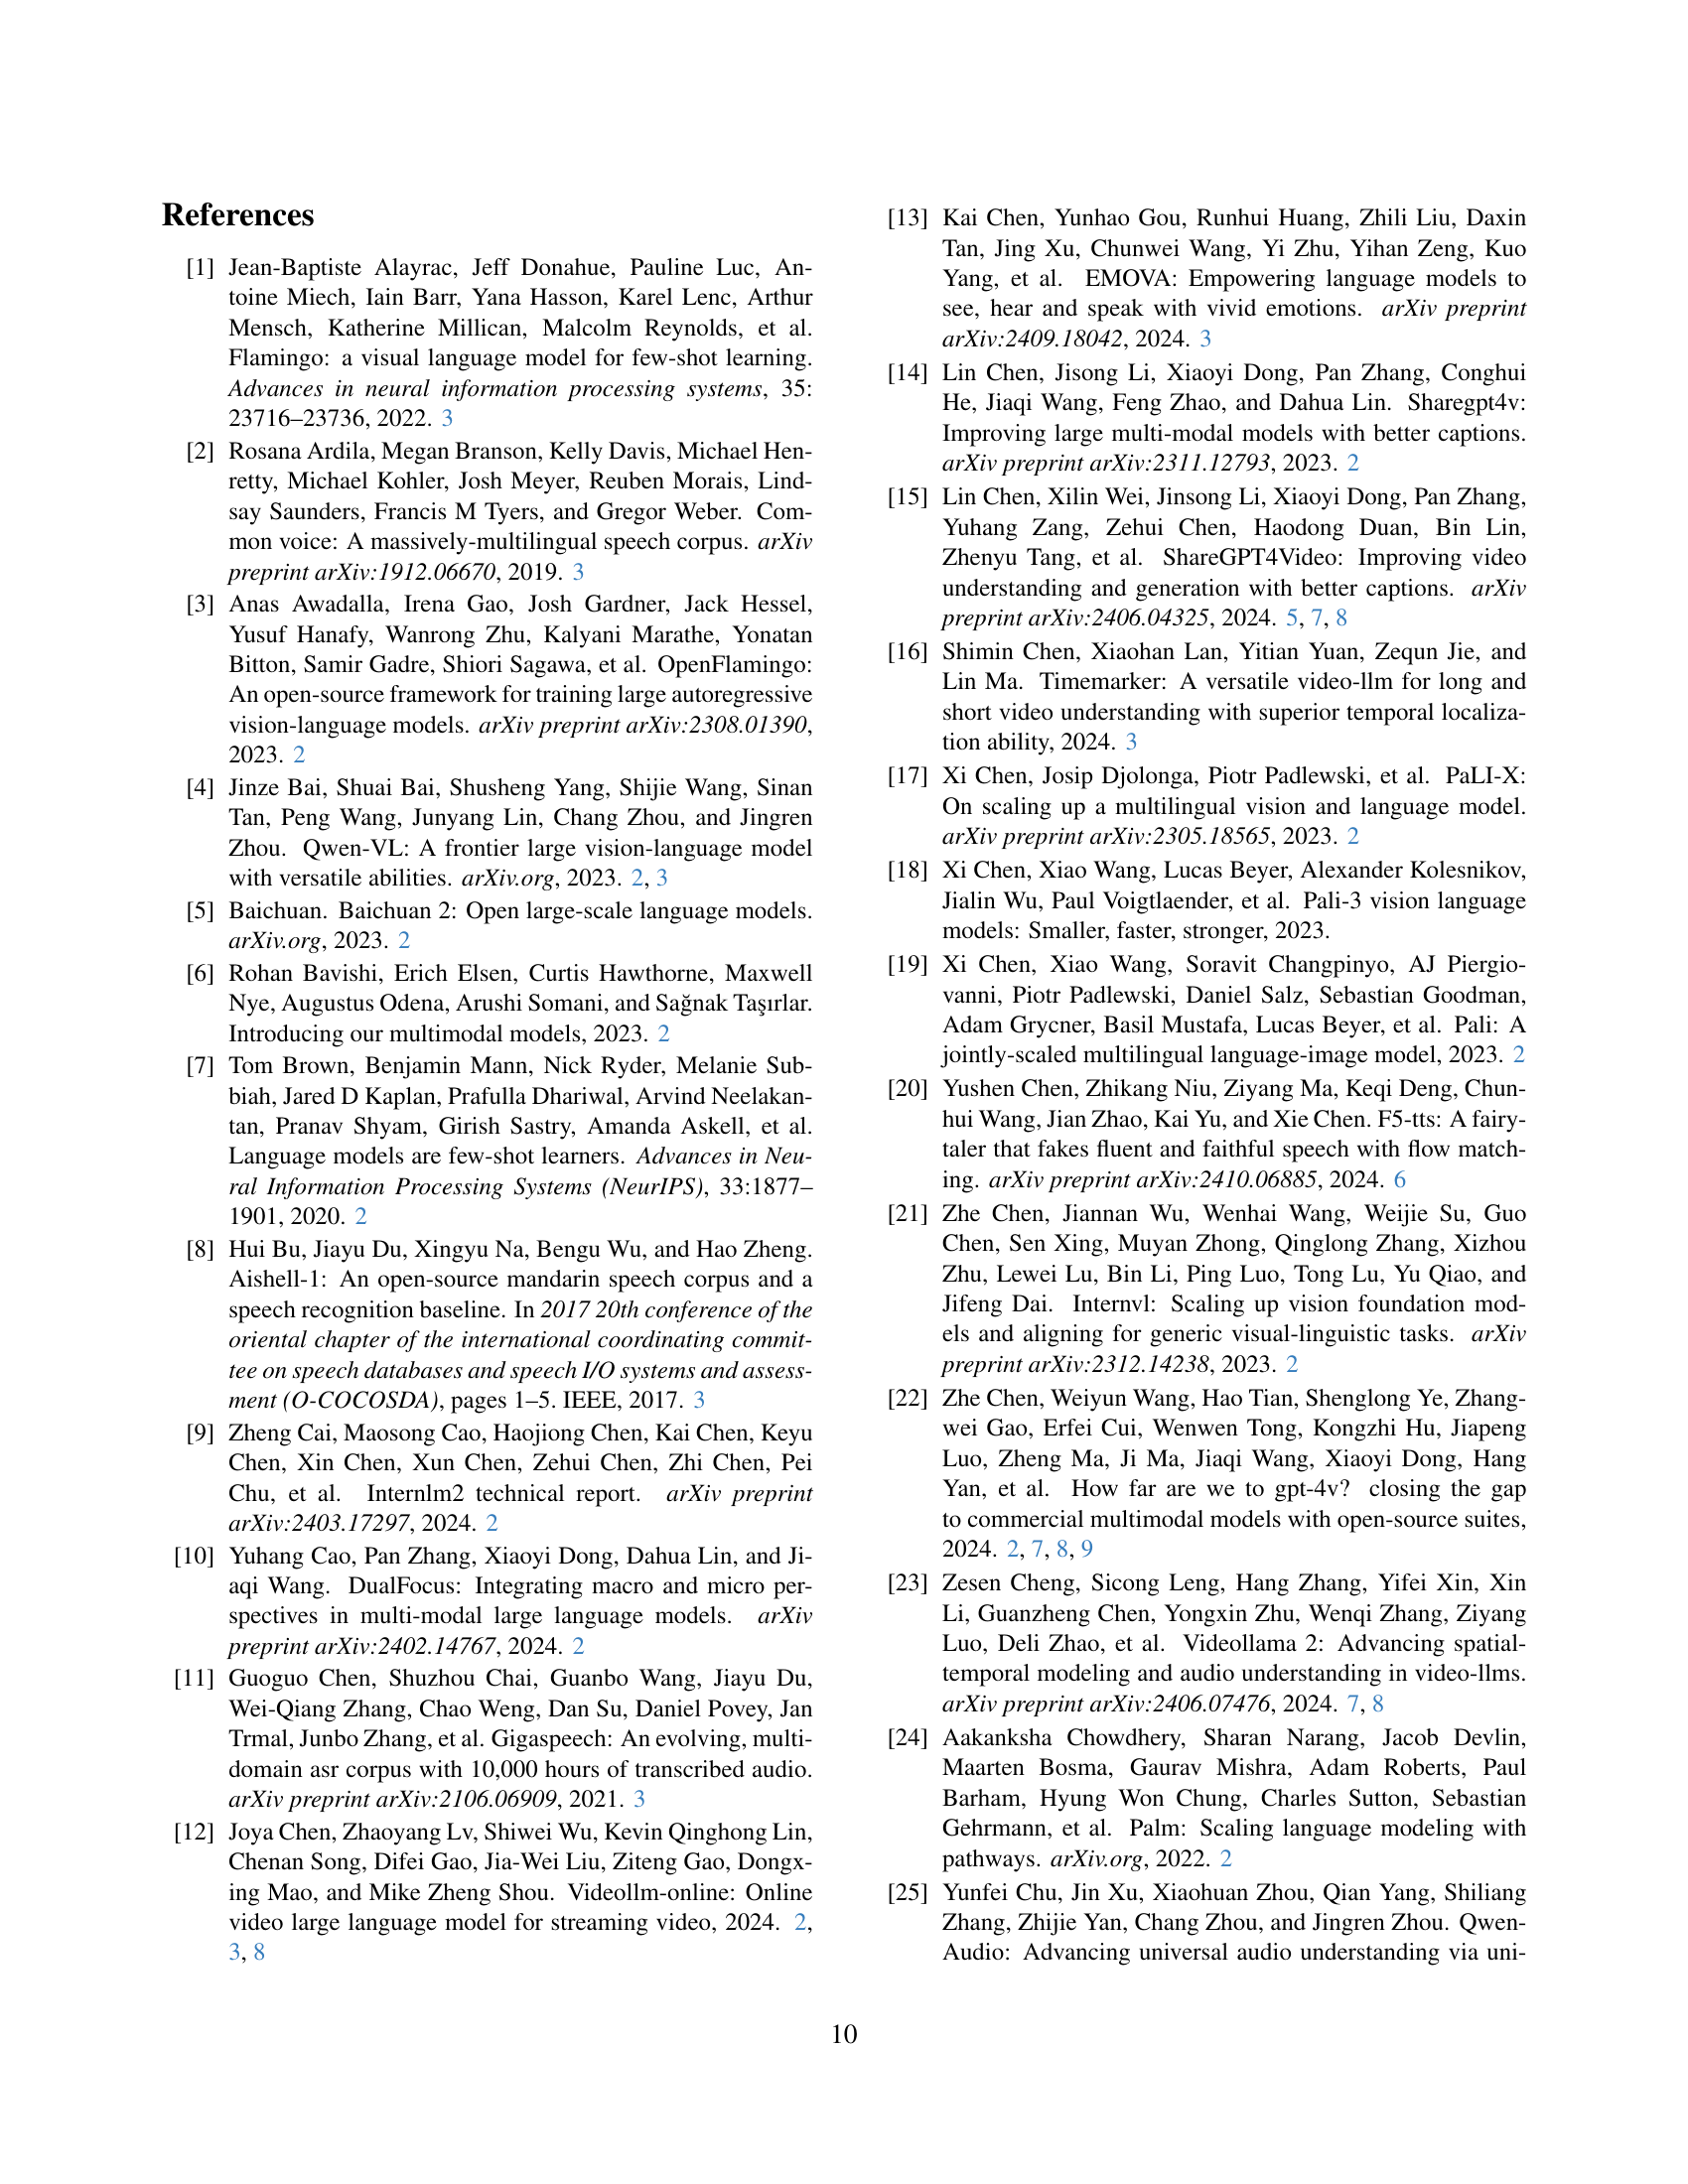 References
[1] Jean-Baptiste Alayrac, Jeff Donahue, Pauline Luc, An-
toine Miech, Iain Barr, Yana Hasson, Karel Lenc, Arthur
Mensch, Katherine Millican, Malcolm Reynolds, et al.
Flamingo: a visual language model for few-shot learning.
Advances in neural information processing systems, 35:
23716–23736, 2022. 3
[2] Rosana Ardila, Megan Branson, Kelly Davis, Michael Hen-
retty, Michael Kohler, Josh Meyer, Reuben Morais, Lind-
say Saunders, Francis M Tyers, and Gregor Weber. Com-
mon voice: A massively-multilingual speech corpus. arXiv
preprint arXiv:1912.06670, 2019. 3
[3] Anas Awadalla, Irena Gao, Josh Gardner, Jack Hessel,
Yusuf Hanafy, Wanrong Zhu, Kalyani Marathe, Yonatan
Bitton, Samir Gadre, Shiori Sagawa, et al. OpenFlamingo:
An open-source framework for training large autoregressive
vision-language models. arXiv preprint arXiv:2308.01390,
2023. 2
[4] Jinze Bai, Shuai Bai, Shusheng Yang, Shijie Wang, Sinan
Tan, Peng Wang, Junyang Lin, Chang Zhou, and Jingren
Zhou. Qwen-VL: A frontier large vision-language model
with versatile abilities. arXiv.org, 2023. 2, 3
[5] Baichuan. Baichuan 2: Open large-scale language models.
arXiv.org, 2023. 2
[6] Rohan Bavishi, Erich Elsen, Curtis Hawthorne, Maxwell
Nye, Augustus Odena, Arushi Somani, and Sağnak Taşırlar.
Introducing our multimodal models, 2023. 2
[7] Tom Brown, Benjamin Mann, Nick Ryder, Melanie Sub-
biah, Jared D Kaplan, Prafulla Dhariwal, Arvind Neelakan-
tan, Pranav Shyam, Girish Sastry, Amanda Askell, et al.
Language models are few-shot learners. Advances in Neu-
ral Information Processing Systems (NeurIPS), 33:1877–
1901, 2020. 2
[8] Hui Bu, Jiayu Du, Xingyu Na, Bengu Wu, and Hao Zheng.
Aishell-1: An open-source mandarin speech corpus and a
speech recognition baseline. In 2017 20th conference of the
oriental chapter of the international coordinating commit-
tee on speech databases and speech I/O systems and assess-
ment (O-COCOSDA), pages 1–5. IEEE, 2017. 3
[9] Zheng Cai, Maosong Cao, Haojiong Chen, Kai Chen, Keyu
Chen, Xin Chen, Xun Chen, Zehui Chen, Zhi Chen, Pei
Chu, et al. Internlm2 technical report. arXiv preprint
arXiv:2403.17297, 2024. 2
[10] Yuhang Cao, Pan Zhang, Xiaoyi Dong, Dahua Lin, and Ji-
aqi Wang. DualFocus: Integrating macro and micro per-
spectives in multi-modal large language models. arXiv
preprint arXiv:2402.14767, 2024. 2
[11] Guoguo Chen, Shuzhou Chai, Guanbo Wang, Jiayu Du,
Wei-Qiang Zhang, Chao Weng, Dan Su, Daniel Povey, Jan
Trmal, Junbo Zhang, et al. Gigaspeech: An evolving, multi-
domain asr corpus with 10,000 hours of transcribed audio.
arXiv preprint arXiv:2106.06909, 2021. 3
[12] Joya Chen, Zhaoyang Lv, Shiwei Wu, Kevin Qinghong Lin,
Chenan Song, Difei Gao, Jia-Wei Liu, Ziteng Gao, Dongx-
ing Mao, and Mike Zheng Shou. Videollm-online: Online
video large language model for streaming video, 2024. 2,
3, 8
[13] Kai Chen, Yunhao Gou, Runhui Huang, Zhili Liu, Daxin
Tan, Jing Xu, Chunwei Wang, Yi Zhu, Yihan Zeng, Kuo
Yang, et al. EMOVA: Empowering language models to
see, hear and speak with vivid emotions. arXiv preprint
arXiv:2409.18042, 2024. 3
[14] Lin Chen, Jisong Li, Xiaoyi Dong, Pan Zhang, Conghui
He, Jiaqi Wang, Feng Zhao, and Dahua Lin. Sharegpt4v:
Improving large multi-modal models with better captions.
arXiv preprint arXiv:2311.12793, 2023. 2
[15] Lin Chen, Xilin Wei, Jinsong Li, Xiaoyi Dong, Pan Zhang,
Yuhang Zang, Zehui Chen, Haodong Duan, Bin Lin,
Zhenyu Tang, et al. ShareGPT4Video: Improving video
understanding and generation with better captions. arXiv
preprint arXiv:2406.04325, 2024. 5, 7, 8
[16] Shimin Chen, Xiaohan Lan, Yitian Yuan, Zequn Jie, and
Lin Ma. Timemarker: A versatile video-llm for long and
short video understanding with superior temporal localiza-
tion ability, 2024. 3
[17] Xi Chen, Josip Djolonga, Piotr Padlewski, et al. PaLI-X:
On scaling up a multilingual vision and language model.
arXiv preprint arXiv:2305.18565, 2023. 2
[18] Xi Chen, Xiao Wang, Lucas Beyer, Alexander Kolesnikov,
Jialin Wu, Paul Voigtlaender, et al. Pali-3 vision language
models: Smaller, faster, stronger, 2023.
[19] Xi Chen, Xiao Wang, Soravit Changpinyo, AJ Piergio-
vanni, Piotr Padlewski, Daniel Salz, Sebastian Goodman,
Adam Grycner, Basil Mustafa, Lucas Beyer, et al. Pali: A
jointly-scaled multilingual language-image model, 2023. 2
[20] Yushen Chen, Zhikang Niu, Ziyang Ma, Keqi Deng, Chun-
hui Wang, Jian Zhao, Kai Yu, and Xie Chen. F5-tts: A fairy-
taler that fakes fluent and faithful speech with flow match-
ing. arXiv preprint arXiv:2410.06885, 2024. 6
[21] Zhe Chen, Jiannan Wu, Wenhai Wang, Weijie Su, Guo
Chen, Sen Xing, Muyan Zhong, Qinglong Zhang, Xizhou
Zhu, Lewei Lu, Bin Li, Ping Luo, Tong Lu, Yu Qiao, and
Jifeng Dai. Internvl: Scaling up vision foundation mod-
els and aligning for generic visual-linguistic tasks. arXiv
preprint arXiv:2312.14238, 2023. 2
[22] Zhe Chen, Weiyun Wang, Hao Tian, Shenglong Ye, Zhang-
wei Gao, Erfei Cui, Wenwen Tong, Kongzhi Hu, Jiapeng
Luo, Zheng Ma, Ji Ma, Jiaqi Wang, Xiaoyi Dong, Hang
Yan, et al. How far are we to gpt-4v? closing the gap
to commercial multimodal models with open-source suites,
2024. 2, 7, 8, 9
[23] Zesen Cheng, Sicong Leng, Hang Zhang, Yifei Xin, Xin
Li, Guanzheng Chen, Yongxin Zhu, Wenqi Zhang, Ziyang
Luo, Deli Zhao, et al. Videollama 2: Advancing spatial-
temporal modeling and audio understanding in video-llms.
arXiv preprint arXiv:2406.07476, 2024. 7, 8
[24] Aakanksha Chowdhery, Sharan Narang, Jacob Devlin,
Maarten Bosma, Gaurav Mishra, Adam Roberts, Paul
Barham, Hyung Won Chung, Charles Sutton, Sebastian
Gehrmann, et al. Palm: Scaling language modeling with
pathways. arXiv.org, 2022. 2
[25] Yunfei Chu, Jin Xu, Xiaohuan Zhou, Qian Yang, Shiliang
Zhang, Zhijie Yan, Chang Zhou, and Jingren Zhou. Qwen-
Audio: Advancing universal audio understanding via uni-
10